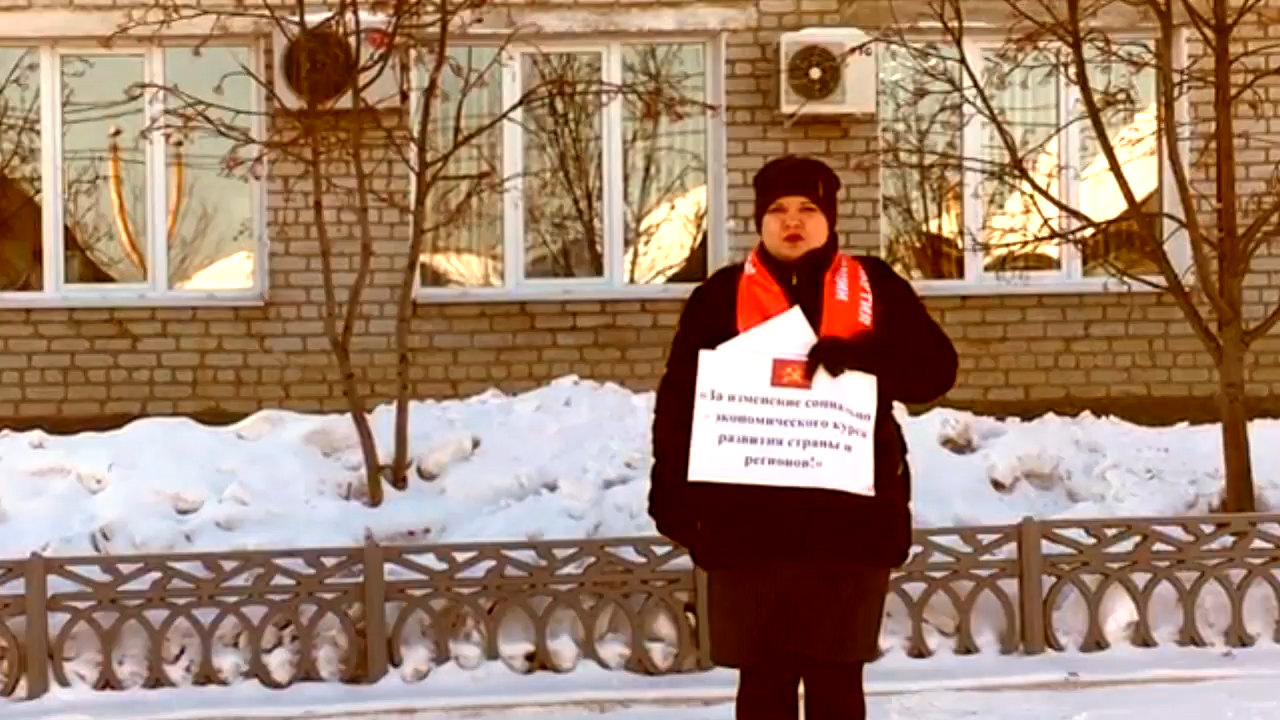 «За изменение социально
- экономического курса
развития страны и
регионов!»